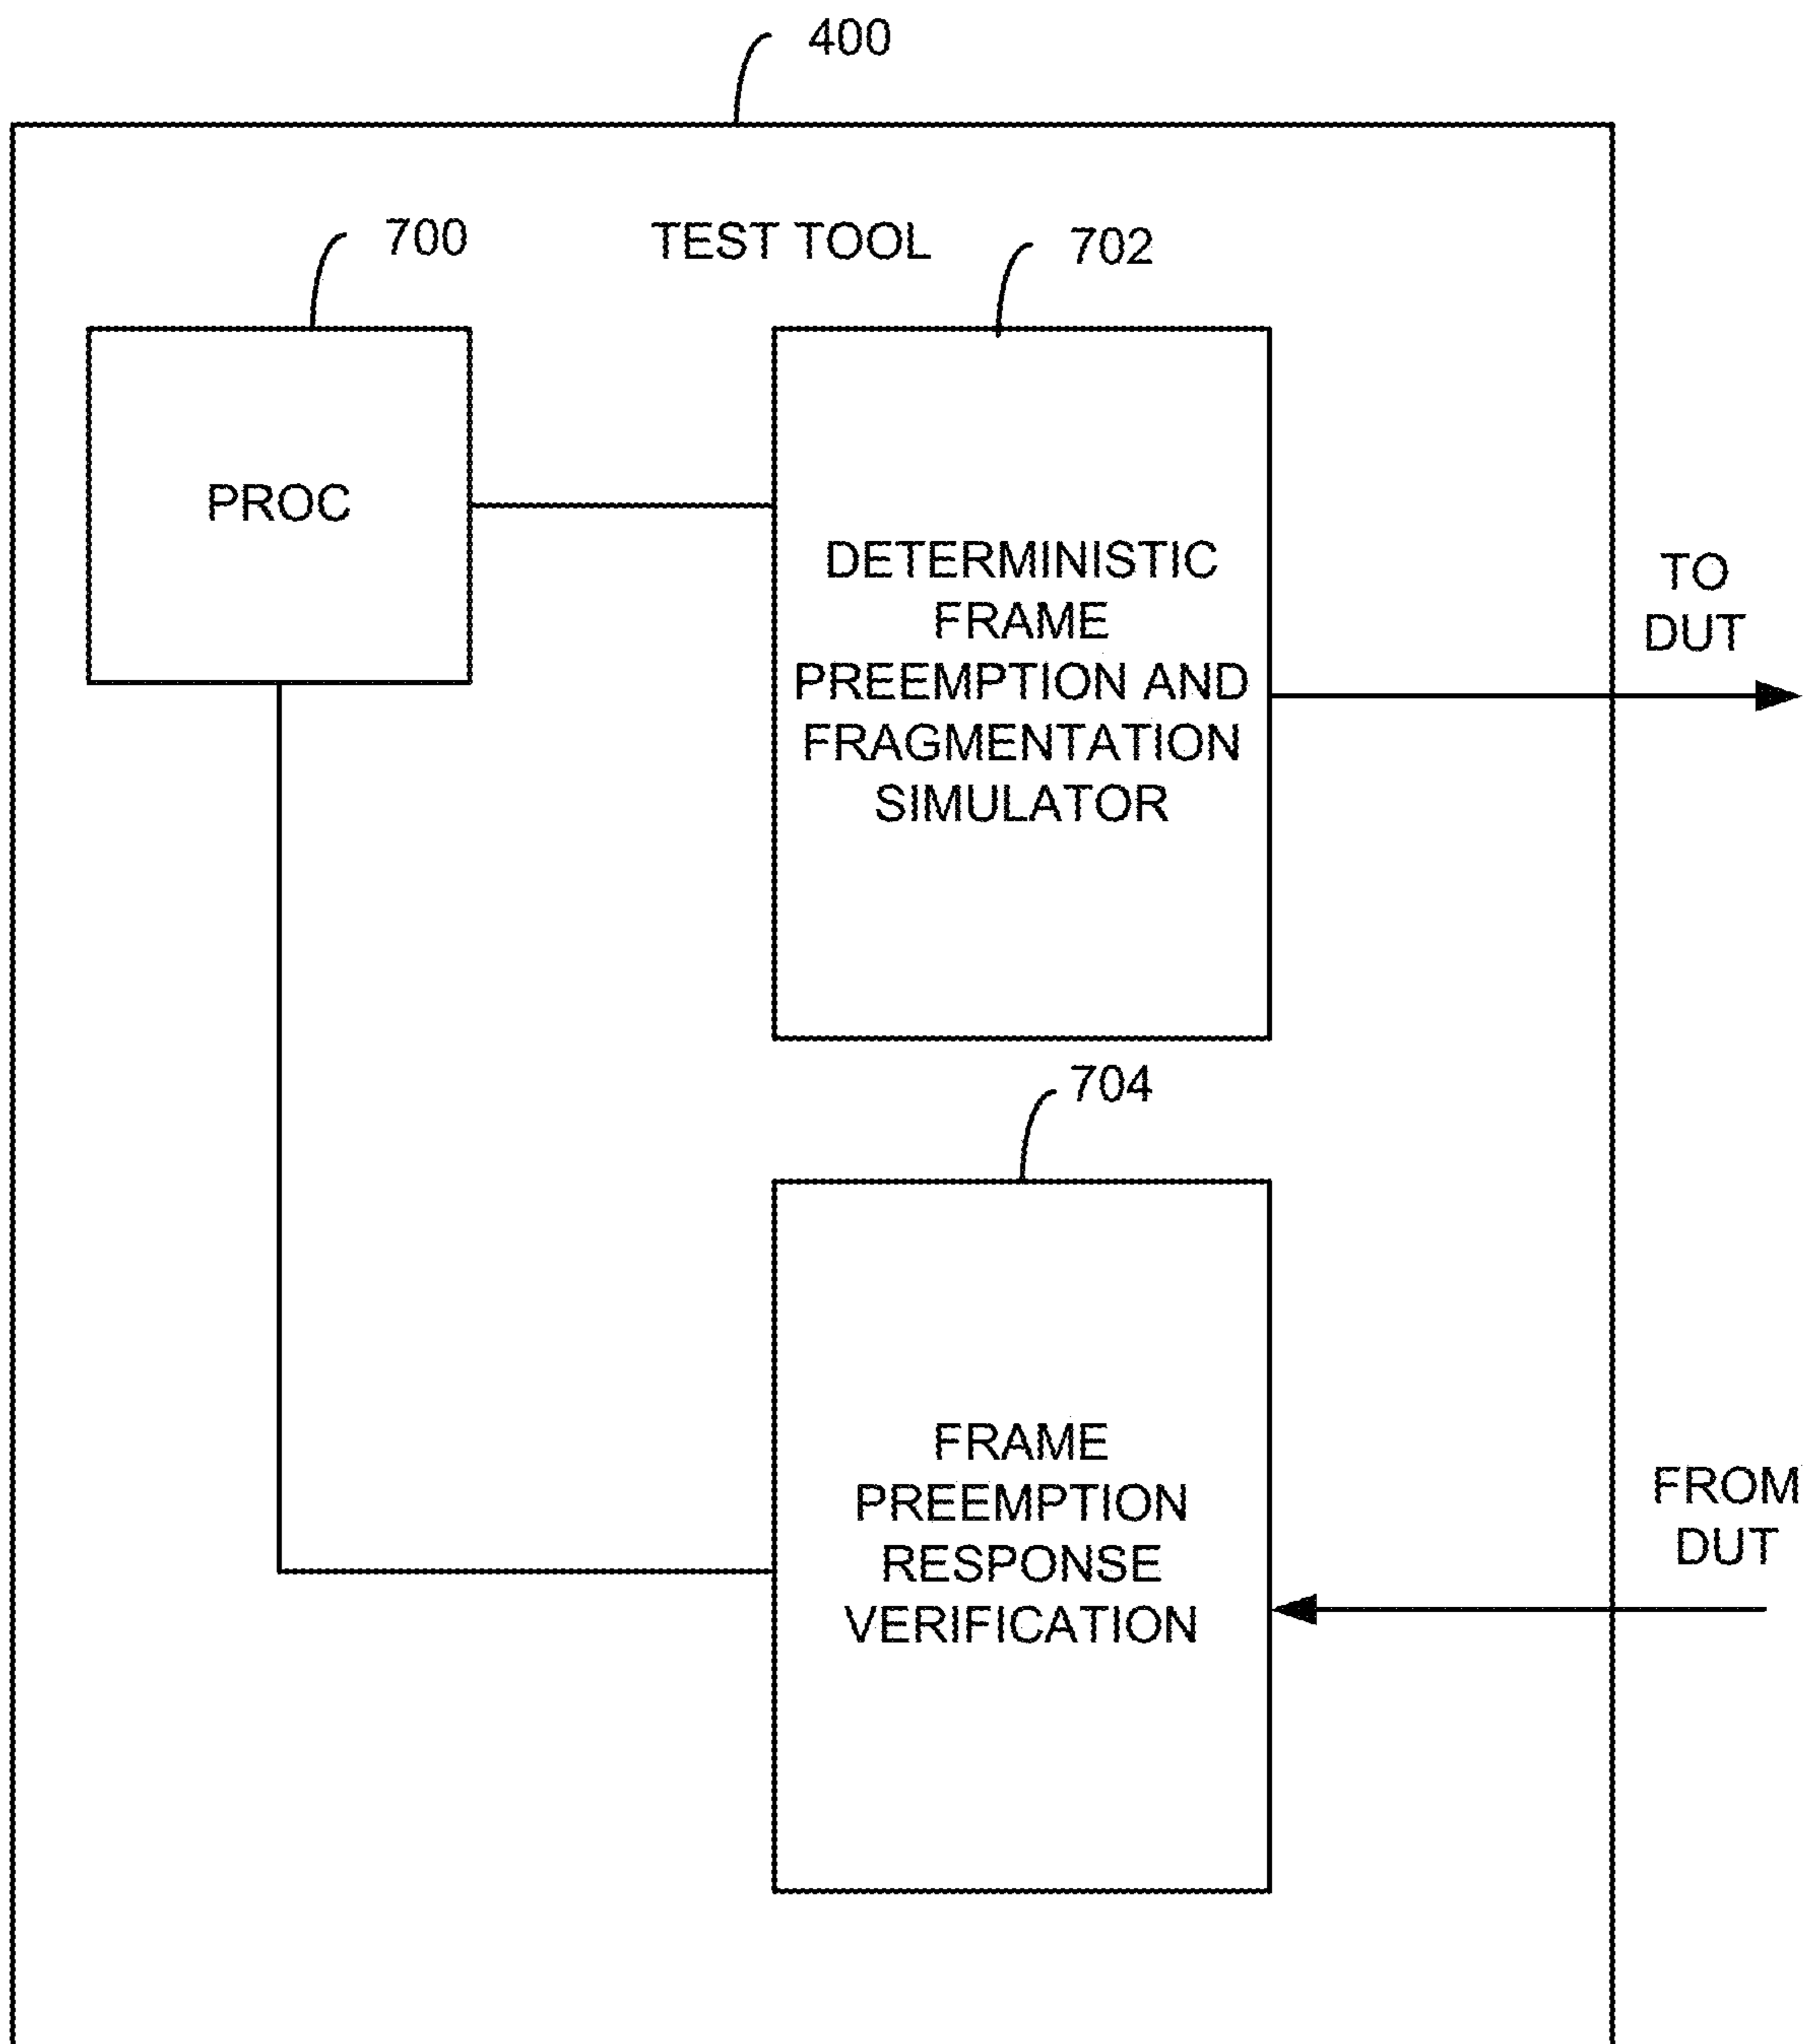 400
700
TEST TOOL
702
PROC
DETERMINISTIC
FRAME
PREEMPTION AND
FRAGMENTATION
SIMULATOR
TO
DUT
704
FRAME
PREEMPTION
RESPONSE
VERIFICATION
FROM
DUT